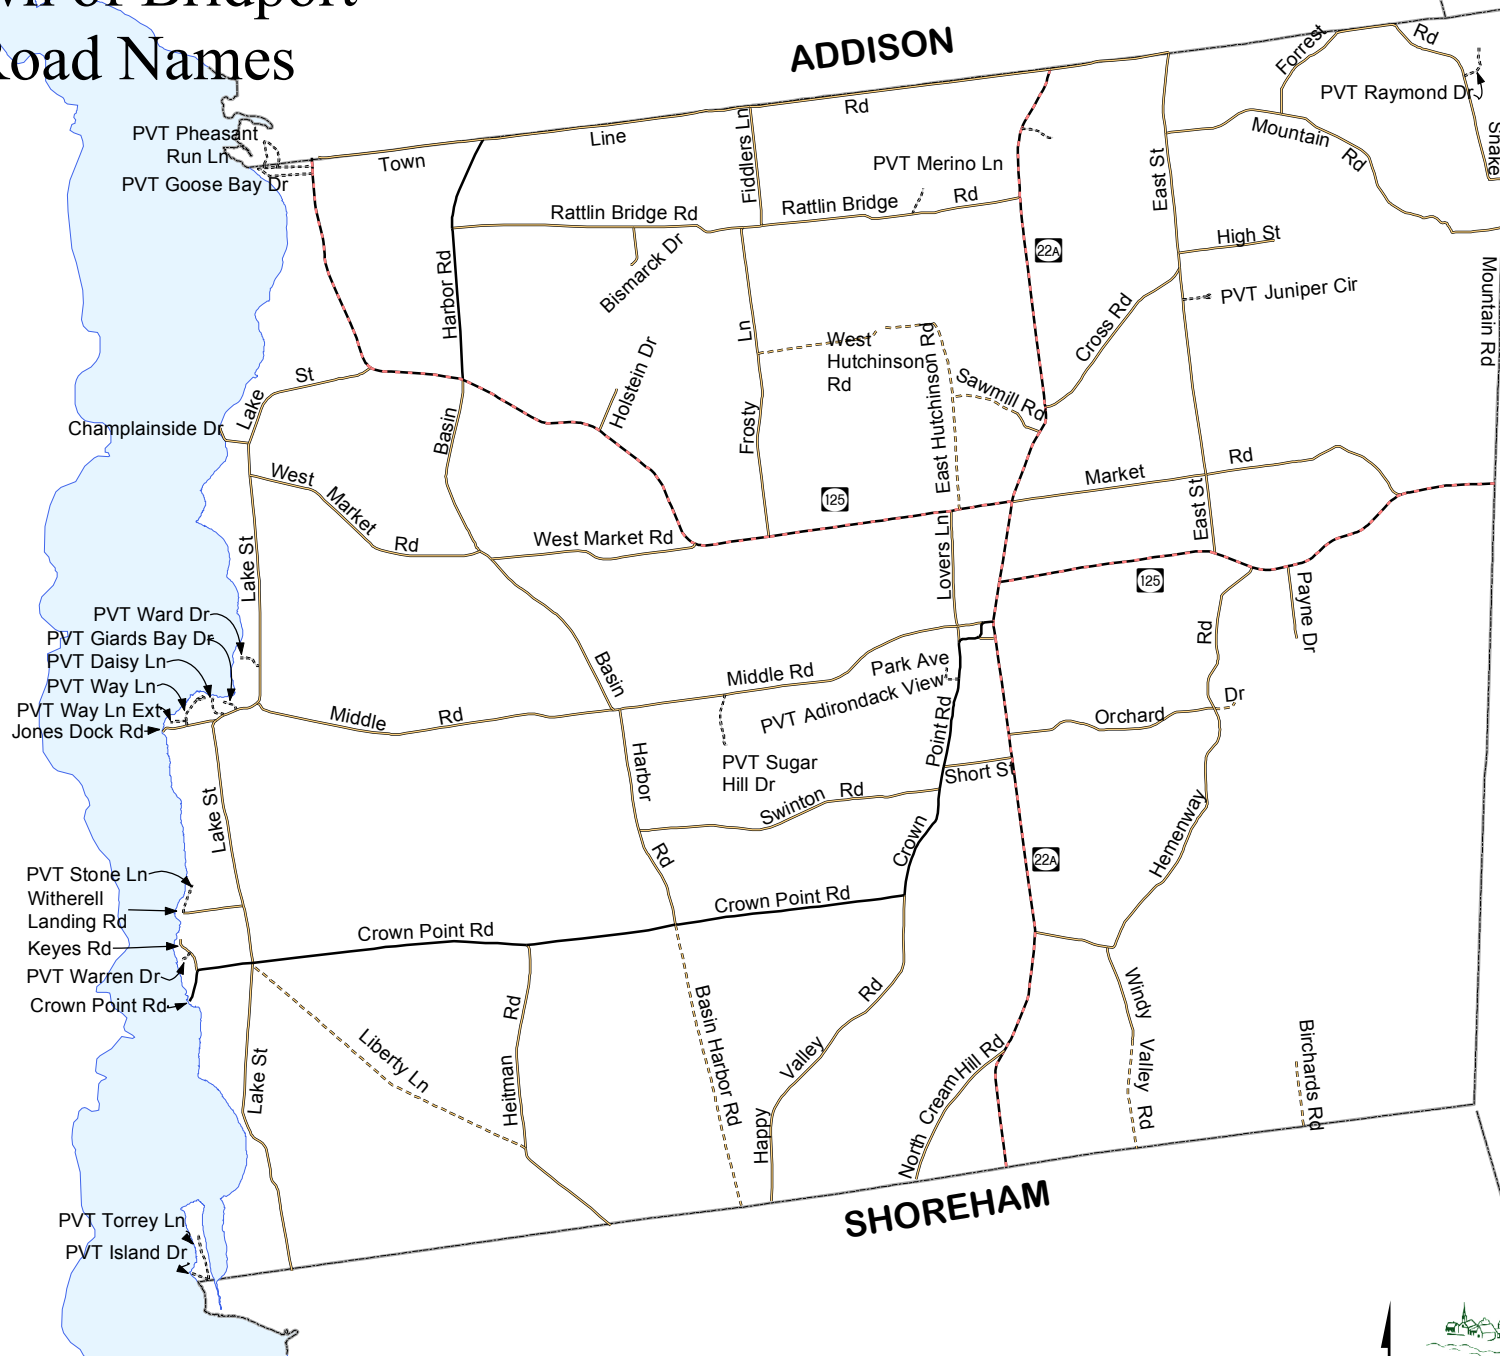 of Bridport
Road Names
ADDISON
Forrest
Rd
PVT Raymond Dr
Snake
Mountain Rd
Mountain
Rd
PVT Pheasant
Run Ln
PVT Goose Bay Dr
Town
Line
Rd
Fiddlers Ln
PVT Merino Ln
East St
Rattlin Bridge Rd
Rattlin Bridge
Rd
High St
22A
Bismarck Dr
Harbor Rd
PVT Juniper Cir
Cross Rd
Ln
West
Hutchinson
Rd
East Hutchinson Rd
Sawmill Rd
Holstein Dr
St
Lake
Champlainside Dr
Basin
Frosty
West
Market
Rd
West Market Rd
125
Market
Rd
East St
Lake St
Lovers Ln
125
Payne Dr
Rd
PVT Ward Dr
PVT Giards Bay Dr
PVT Daisy Ln
PVT Way Ln
PVT Way Ln Ext
Jones Dock Rd
Basin
Middle Rd
Park Ave
PVT Adirondack View
Middle
Rd
Point Rd
Orchard
Dr
Harbor
PVT Sugar
Hill Dr
Short St
Swinton
Rd
Lake St
Crown
Hemenway
Rd
22A
PVT Stone Ln
Witherell
Landing Rd
Keyes Rd
PVT Warren Dr
Crown Point Rd
Crown Point Rd
Crown Point Rd
Rd
Rd
Windy
Valley Rd
Basin Harbor Rd
Liberty Ln
Heitman
Valley
Happy
North Cream Hill Rd
Birchards Rd
Lake St
SHOREHAM
PVT Torrey Ln
PVT Island Dr